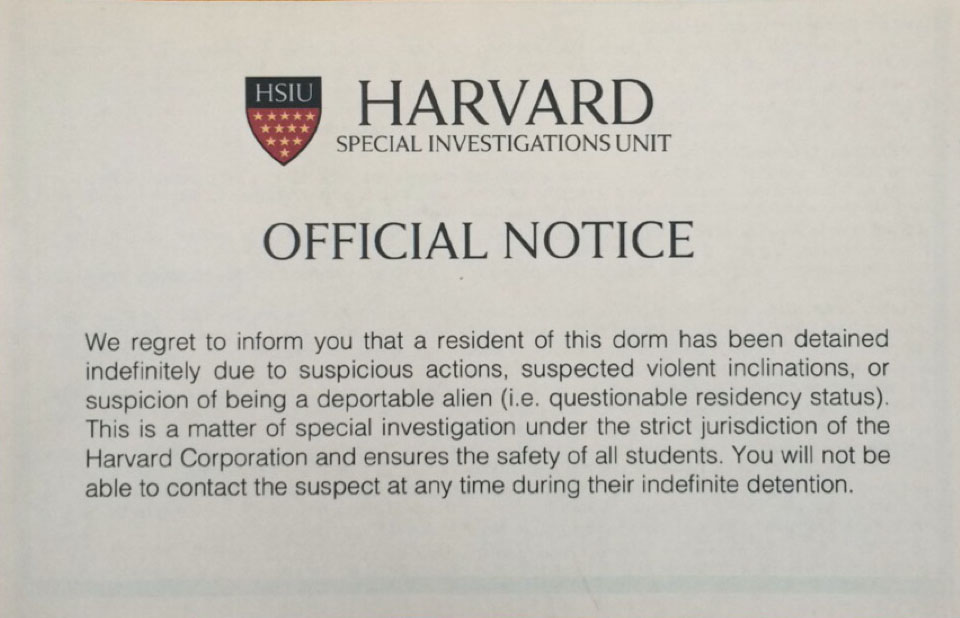 HSIU
HARVARD
SPECIAL INVESTIGATIONS UNIT
OFFICIAL NOTICE
We regret to inform you that a resident of this dorm has been detained
indefinitely due to suspicious actions, suspected violent inclinations, or
suspicion of being a deportable alien (i.e. questionable residency status).
This is a matter of special investigation under the strict jurisdiction of the
Harvard Corporation and ensures the safety of all students. You will not be
able to contact the suspect at any time during their indefinite detention.